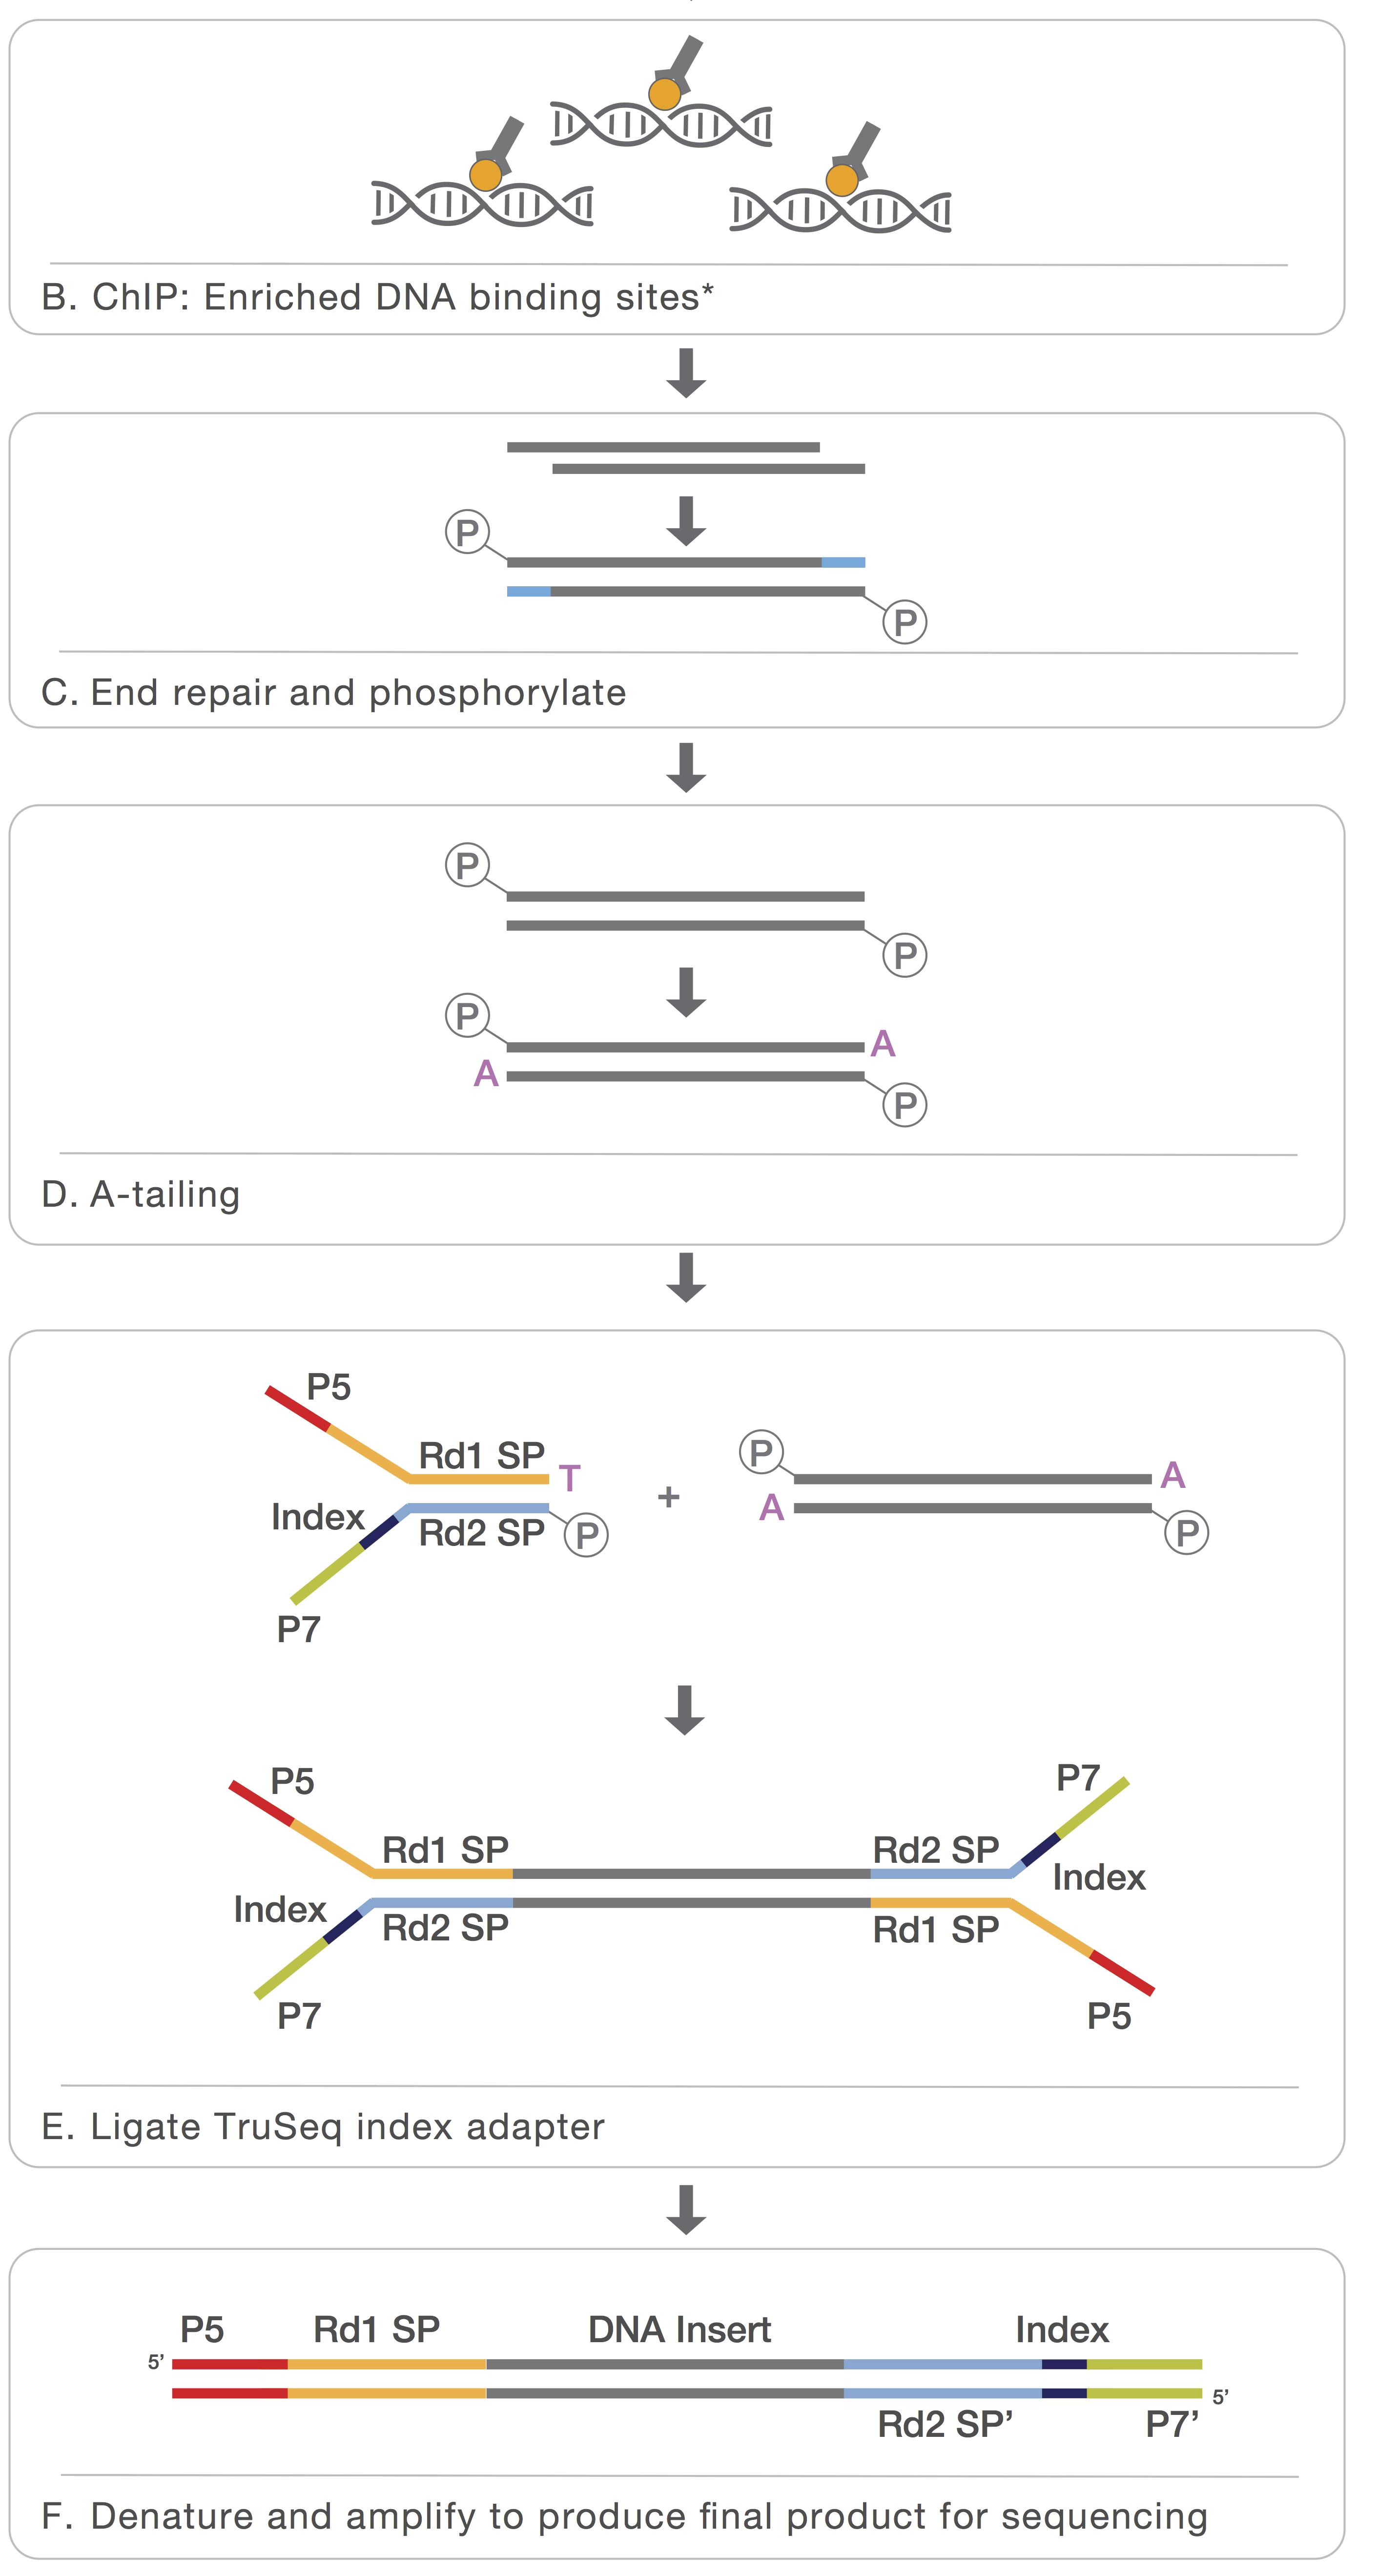 B. ChIP: Enriched DNA binding sites*
P
P
C. End repair and phosphorylate
P
P
P
A
A
P
D. A-tailing
P5
Rd1 SP T
Index
Rd2 SP P
P7
+
P
A
A
P
P5
P7
Rd1 SP
Rd2 SP
Index
Index
Rd2 SP
Rd1 SP
P7
P5
E. Ligate TruSeq index adapter
P5 Rd1 SP DNA Insert Index
5’
5’
Rd2 SP’ P7’
F. Denature and amplify to produce final product for sequencing